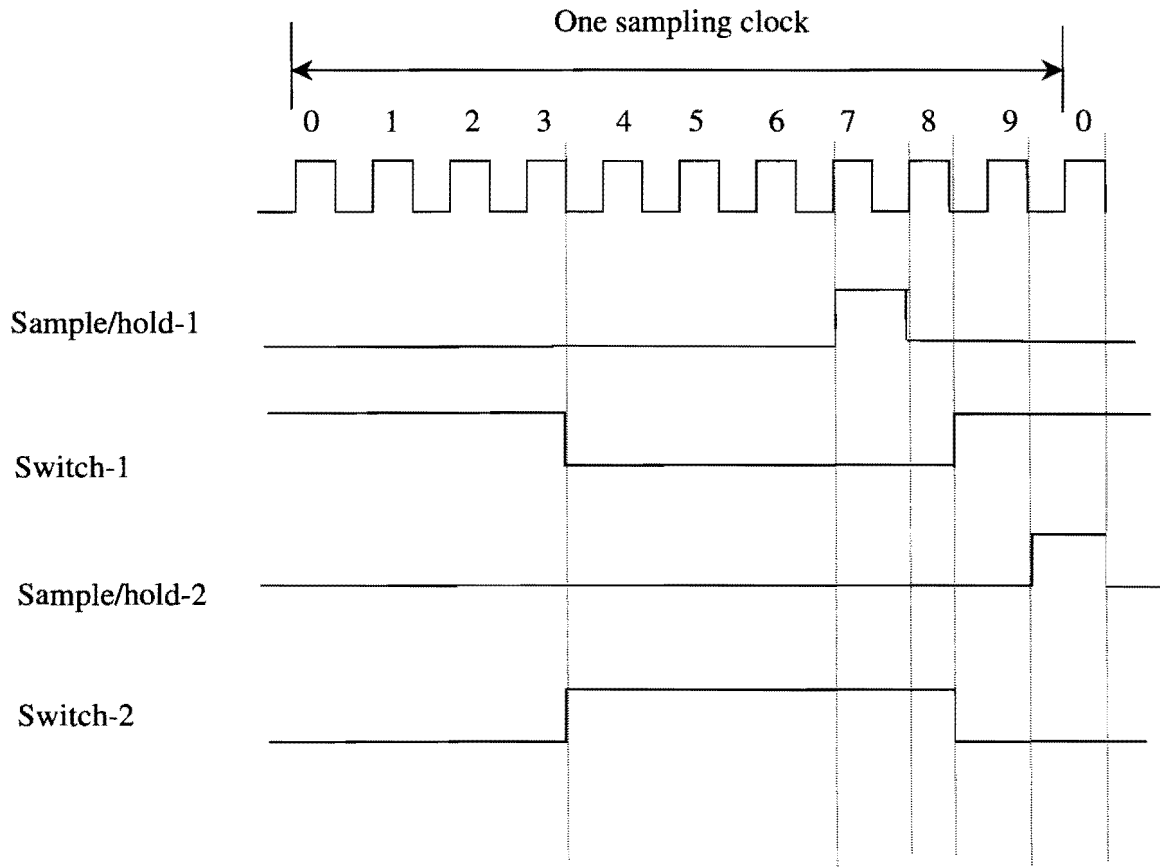 One sampling clock
0 1 2 3 4 5 6 7 8 9 0
Sample/hold-1
Switch-1
Sample/hold-2
Switch-2